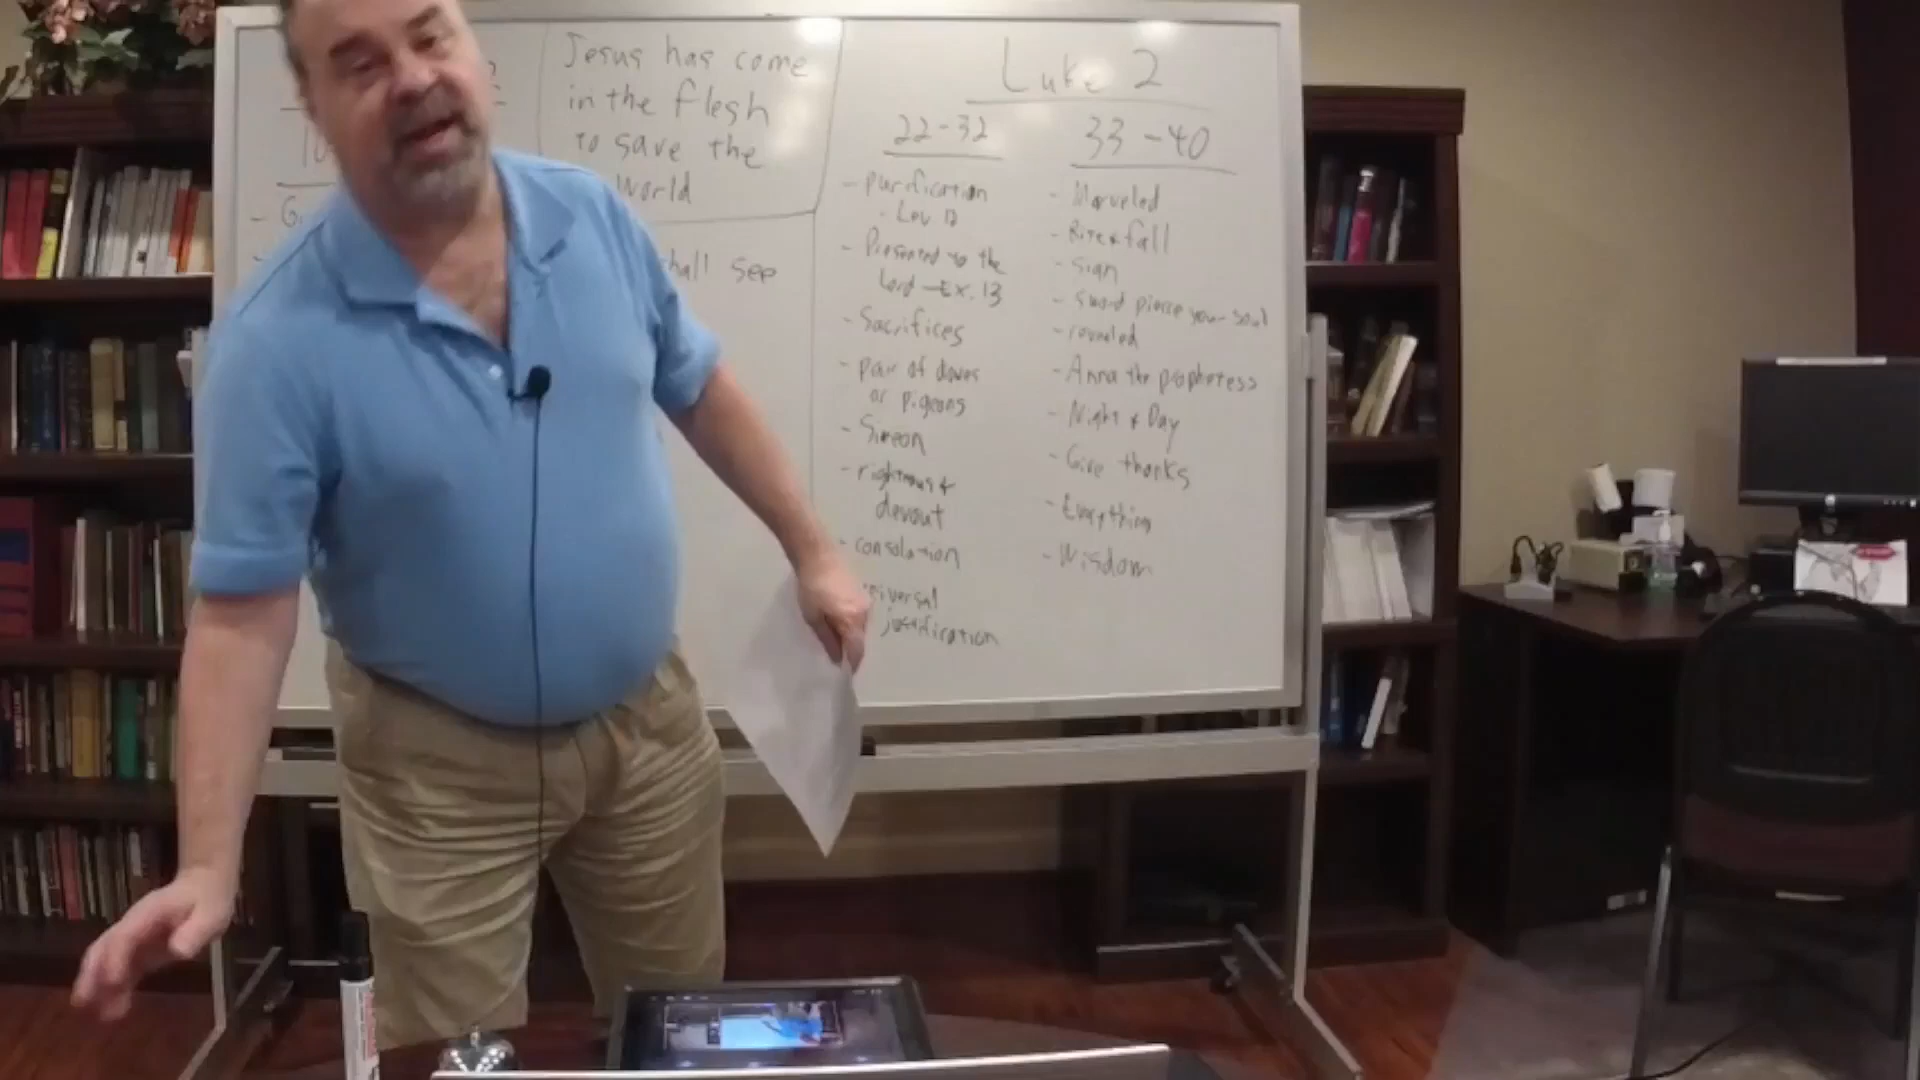 Jesus has come
in the flesh
to save the
World
shall see
Luke 2
22-32
- purification
- Lev 12
- Presented to the
Lord - Ex. 13
- Sacrifices
- pair of doves
or pigeons
- Simeon
- righteous &
devout
- consolation
universal
justification
33-40
- Marveled
- Rise & fall
- Sign
- Sword pierce your soul
- revealed
- Anna the prophetess
- Night & Day
- Give thanks
- Everything
- Wisdom